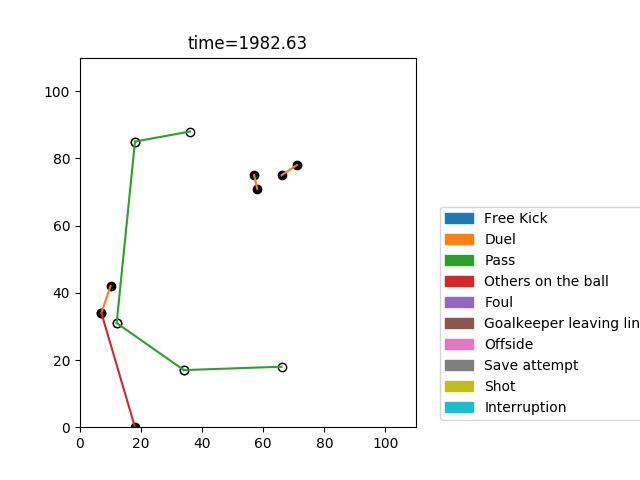 time=1982.63
100
80
60
40
20
0
0 20 40 60 80 100
Free Kick
Duel
Pass
Others on the ball
Foul
Goalkeeper leaving lin
Offside
Save attempt
Shot
Interruption